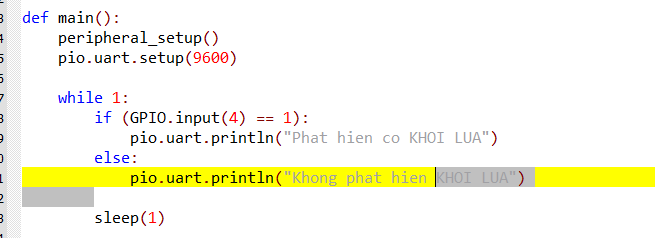 def main():
peripheral_setup()
pio.uart.setup(9600)
while 1:
if (GPIO.input(4) == 1):
pio.uart.println("Phat hien co KHOI LUA")
else:
pio.uart.println("Khong phat hien KHOI LUA")
sleep(1)